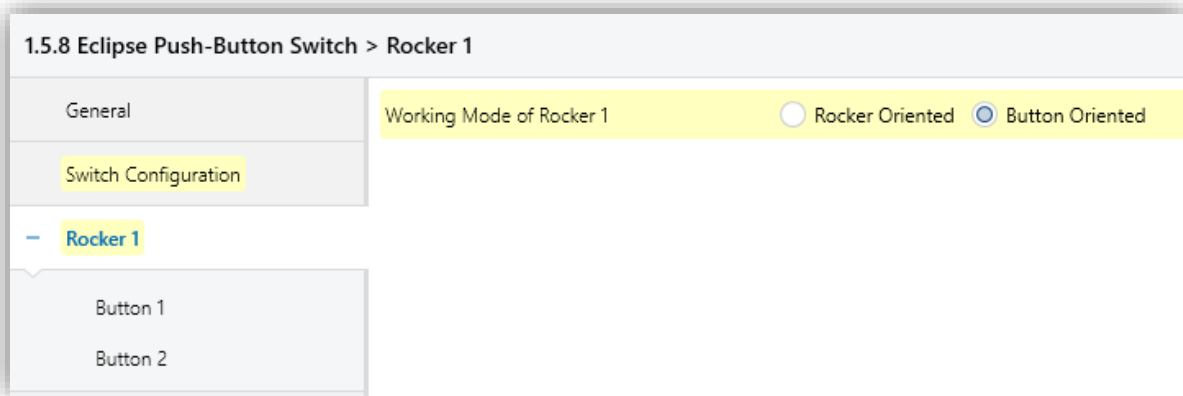 1.5.8 Eclipse Push-Button Switch > Rocker 1
General
Working Mode of Rocker 1 Rocker Oriented Button Oriented
Switch Configuration
Rocker 1
Button 1
Button 2